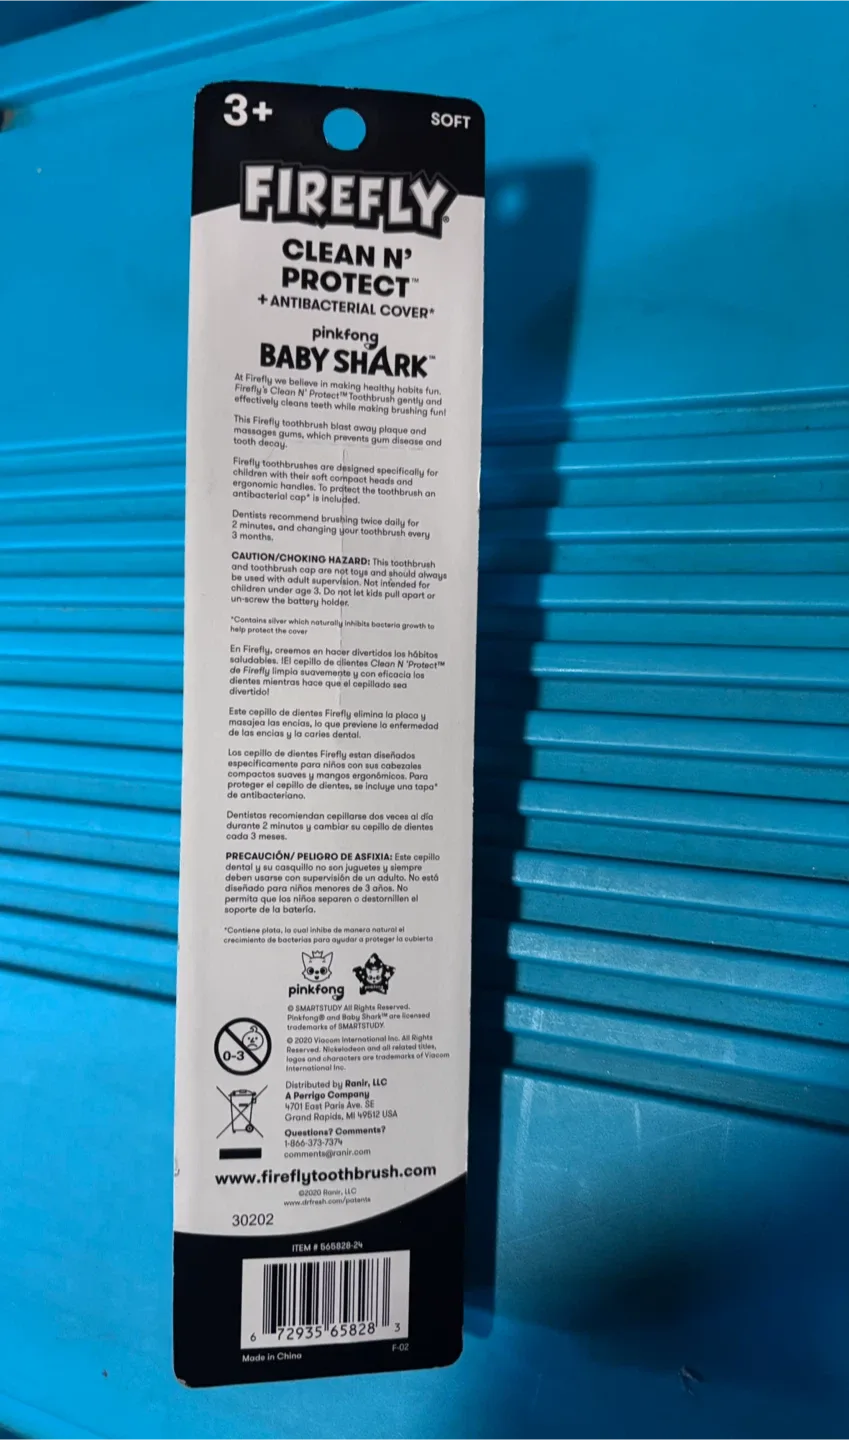 3+
SOFT
FIREFLY®
CLEAN N'
PROTECT™
+ ANTIBACTERIAL COVER*
pinkfong
BABY SHARK™
At Firefly we believe in making healthy habits fun.
Firefly's Clean N' Protect™ Toothbrush gently and
effectively cleans teeth while making brushing fun!
This Firefly toothbrush blast away plaque and
massages gums, which prevents gum disease and
tooth decay.
Firefly toothbrushes are designed specifically for
children with their soft compact heads and
ergonomic handles. To protect the toothbrush an
antibacterial cap* is included.
Dentists recommend brushing twice daily for
2 minutes, and changing your toothbrush every
3 months.
CAUTION/CHOKING HAZARD: This toothbrush
and toothbrush cap are not toys and should always
be used with adult supervision. Not intended for
children under age 3. Do not let kids pull apart or
un-screw the battery holder.
*Contains silver which naturally inhibits bacteria growth to
help protect the cover
En Firefly, creemos en hacer divertidos los hábitos
saludables. !El cepillo de dientes Clean N 'Protect™
de Firefly limpia suavemente y con eficacia los
dientes mientras hace que el cepillado sea
divertido!
Este cepillo de dientes Firefly elimina la placa y
masajea las encias, lo que previene la enfermedad
de las encias y la caries dental.
Los cepillo de dientes Firefly estan diseñados
especificamente para niños con sus cabezales
compactos suaves y mangos ergonómicos. Para
proteger el cepillo de dientes, se incluye una tapa*
de antibacteriano.
Dentistas recomiendan cepillarse dos veces al día
durante 2 minutos y cambiar su cepillo de dientes
cada 3 meses.
PRECAUCIÓN/ PELIGRO DE ASFIXIA: Este cepillo
dental y su casquillo no son juguetes y siempre
deben usarse con supervisión de un adulto. No está
diseñado para niños menores de 3 años. No
permita que los niños separen o destornillen el
soporte de la batería.
*Contiene plata, la cual inhibe de manera natural el
crecimiento de bacterias para ayudar a proteger la cubierta
pinkfong
© SMARTSTUDY All Rights Reserved.
Pinkfong® and Baby Shark™ are licensed
trademarks of SMARTSTUDY.
0-3
© 2020 Viacom International Inc. All Rights
Reserved. Nickelodeon and all related titles,
logos and characters are trademarks of Viacom
International Inc.
Distributed by Ranir, LLC
A Perrigo Company
4701 East Paris Ave. SE
Grand Rapids, MI 49512 USA
Questions? Comments?
1-866-373-7374
comments@ranir.com
www.fireflytoothbrush.com
©2020 Ranir, LLC
www.drfresh.com/patents
30202
ITEM # 565828-24
6 72935 65828 3
Made in China
F-02